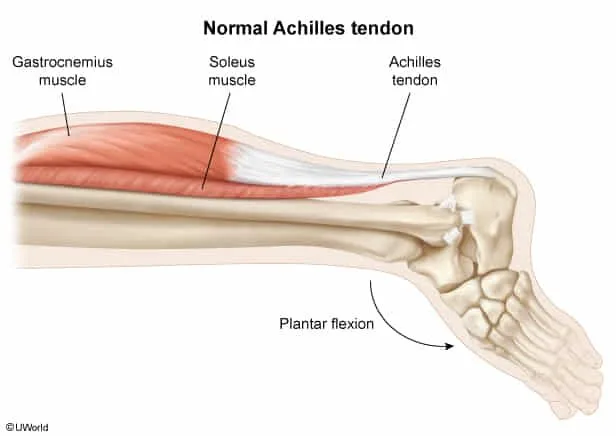 Normal Achilles tendon
Gastrocnemius
muscle
Soleus
muscle
Achilles
tendon
Plantar flexion
©UWorld